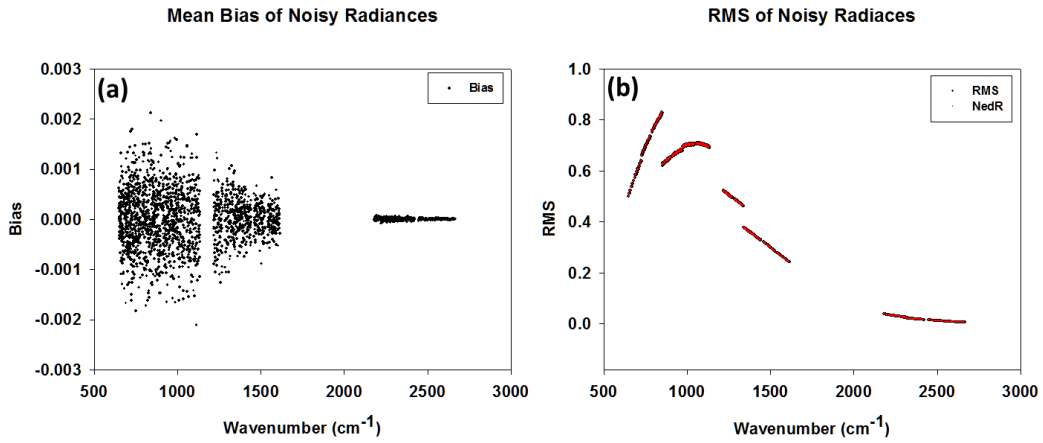 Mean Bias of Noisy Radiances
(a)
Bias
0.003
0.002
0.001
0.000
-0.001
-0.002
-0.003
Bias
500 1000 1500 2000 2500 3000
Wavenumber (cm⁻¹)
RMS of Noisy Radiaces
(b)
RMS
NedR
1.0
0.8
0.6
0.4
0.2
0.0
RMS
500 1000 1500 2000 2500 3000
Wavenumber (cm⁻¹)